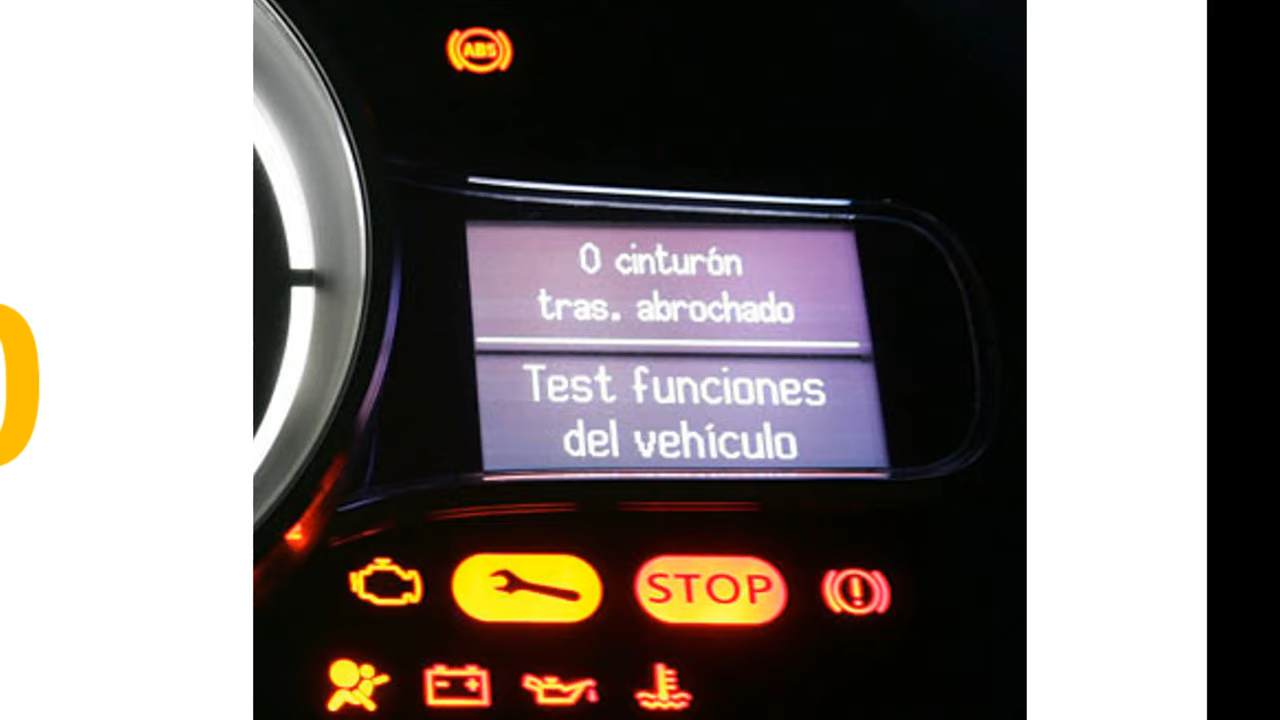 ABS
0 cinturón
tras. abrochado
Test funciones
del vehículo
STOP